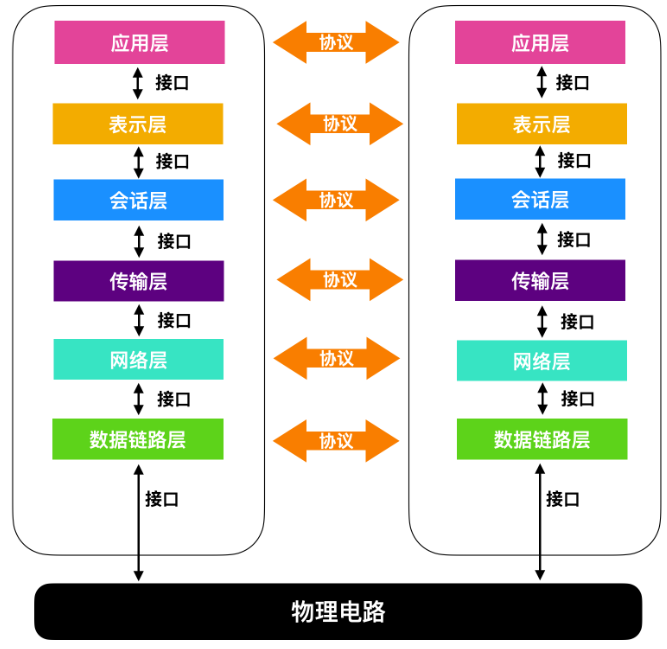 应用层 协议 应用层
接口 接口
表示层 协议 表示层
接口 接口
会话层 协议 会话层
接口 接口
传输层 协议 传输层
接口 接口
网络层 协议 网络层
接口 接口
数据链路层 协议 数据链路层
接口 接口
物理电路